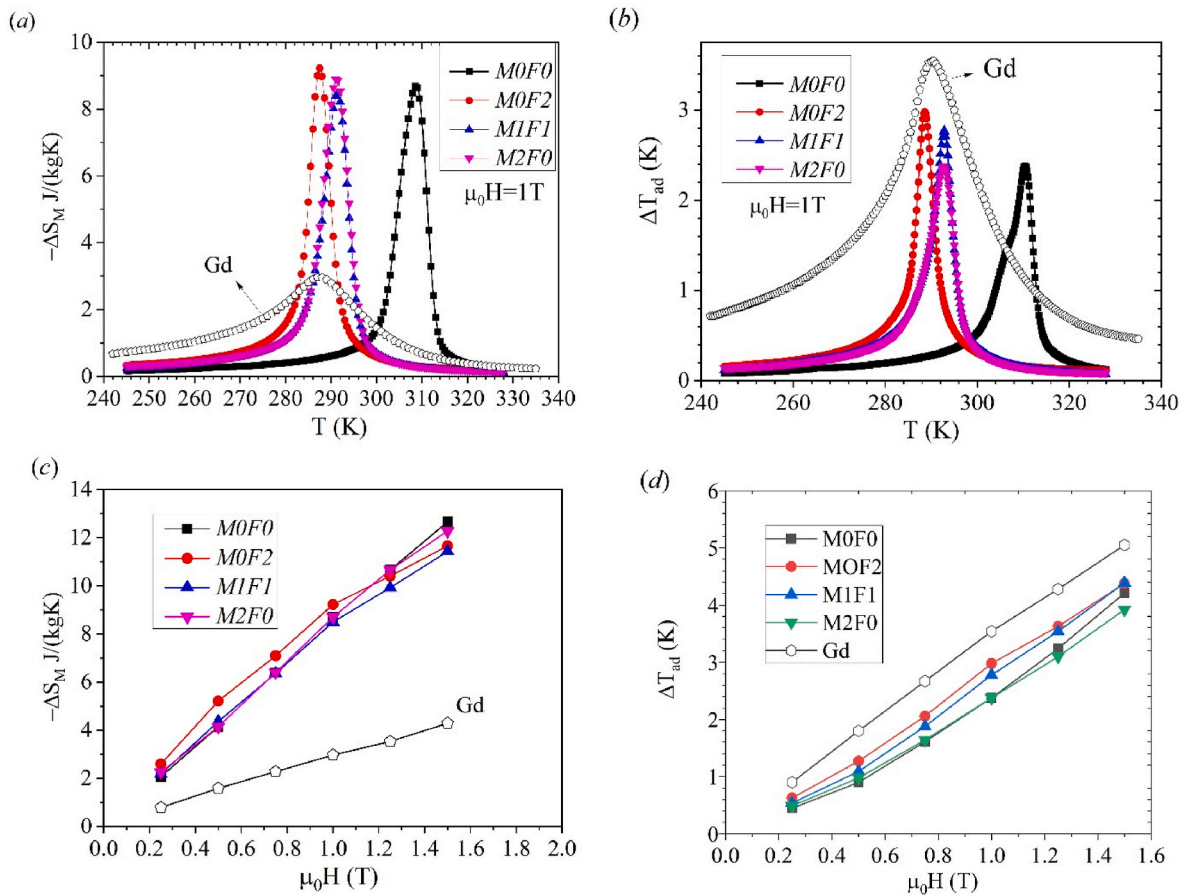 (a)
10
8
6
4
2
0
−ΔS_M J/(kgK)
M0F0
M0F2
M1F1
M2F0
μ₀H=1T
Gd
240 260 280 300 320 340
T (K)
(b)
3
2
1
0
ΔT_ad (K)
M0F0
M0F2
M1F1
M2F0
μ₀H=1T
Gd
240 260 280 300 320 340
T (K)
(c)
14
12
10
8
6
4
2
0
−ΔS_M J/(kgK)
M0F0
M0F2
M1F1
M2F0
Gd
0.0 0.2 0.4 0.6 0.8 1.0 1.2 1.4 1.6 1.8 2.0
μ₀H (T)
(d)
6
5
4
3
2
1
0
ΔT_ad (K)
M0F0
MOF2
M1F1
M2F0
Gd
0.0 0.2 0.4 0.6 0.8 1.0 1.2 1.4 1.6
μ₀H (T)